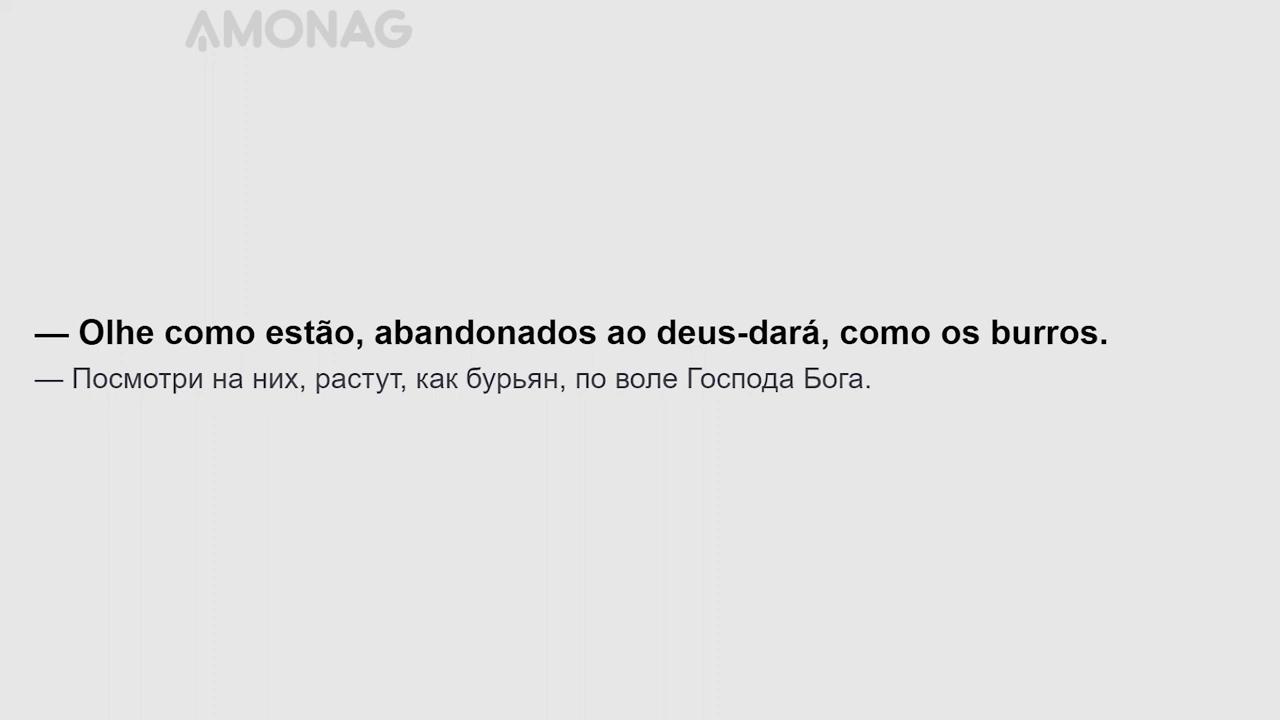 AMONAG
— Olhe como estão, abandonados ao deus-dará, como os burros.
— Посмотри на них, растут, как бурьян, по воле Господа Бога.